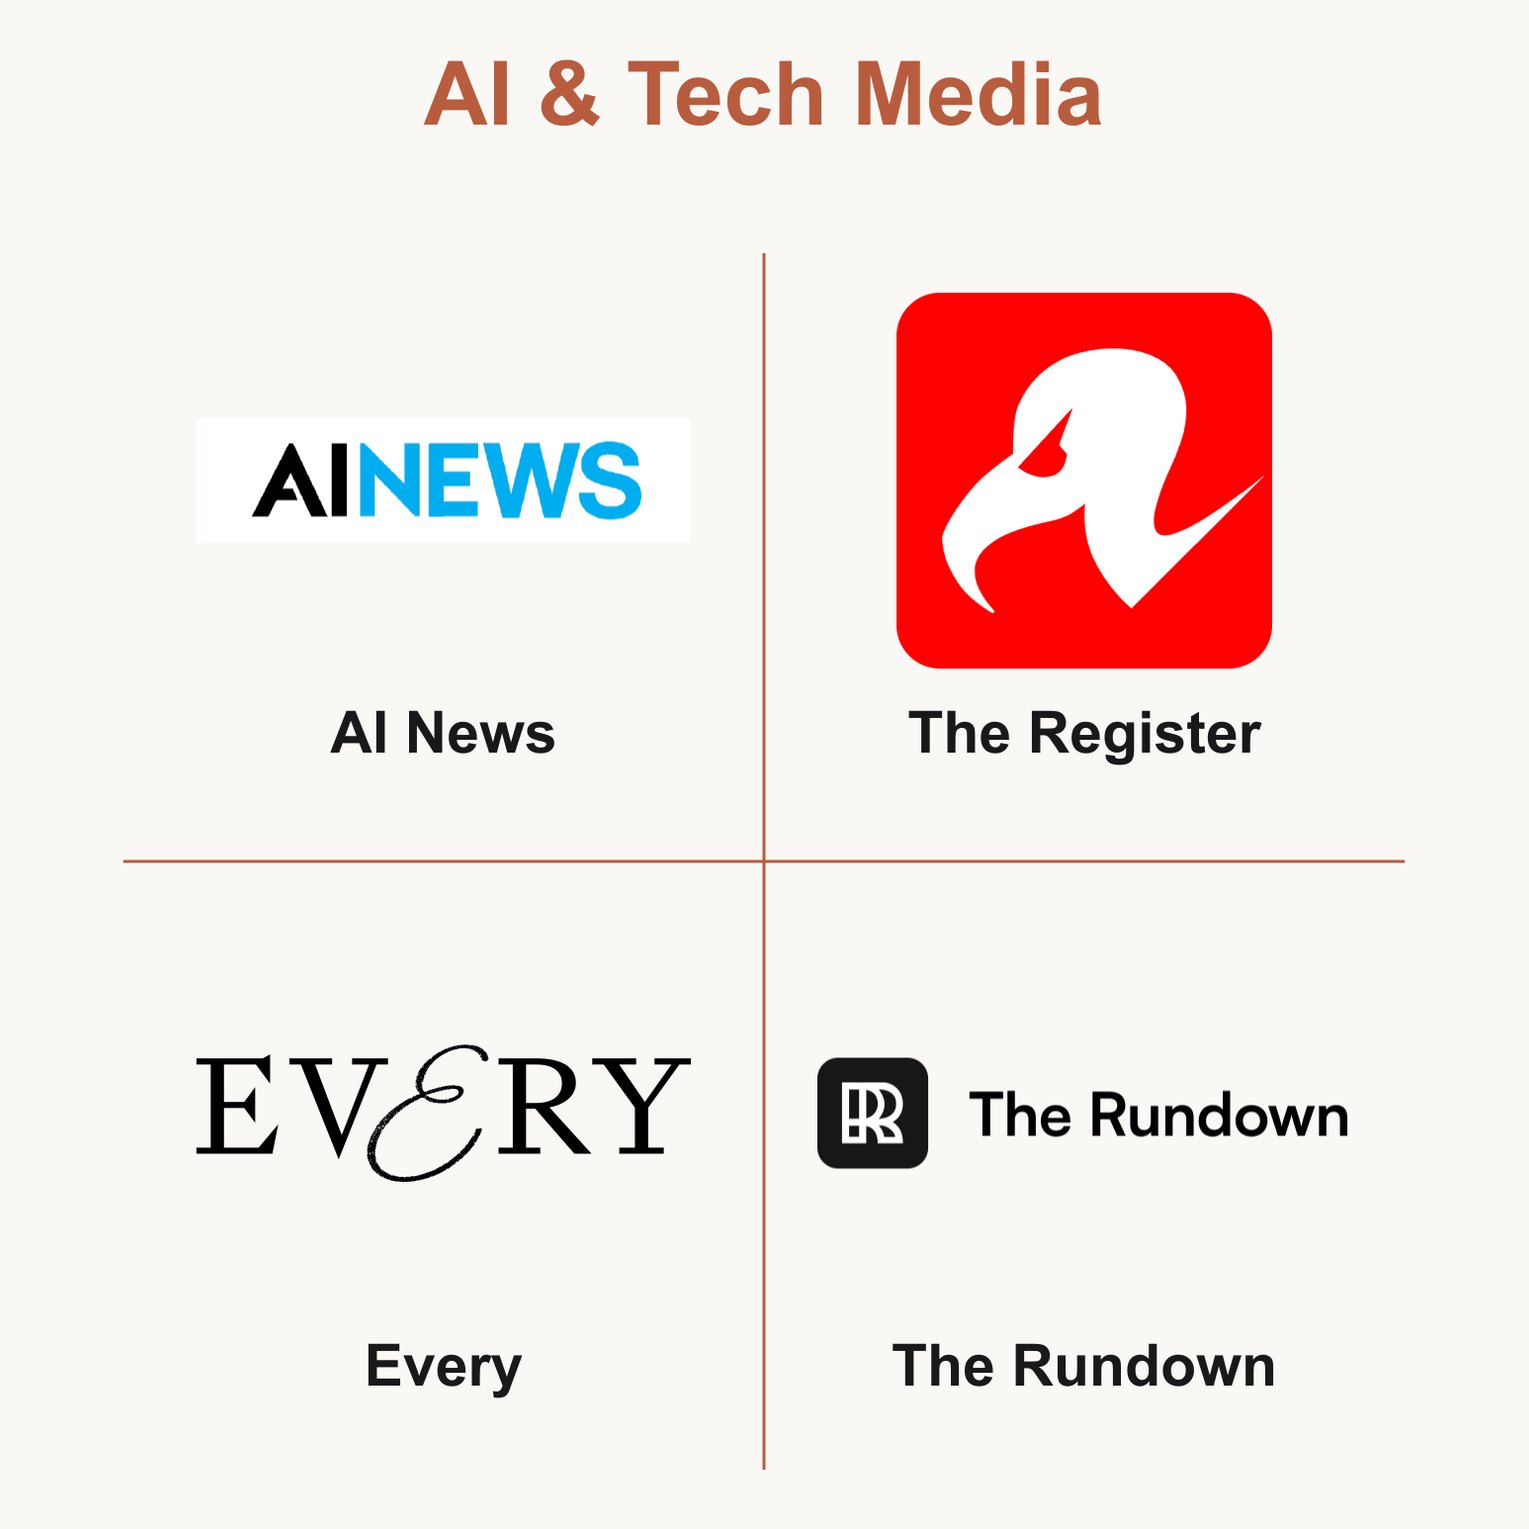 AI & Tech Media
AINEWS
AI News
The Register
EVERY
Every
R The Rundown
The Rundown